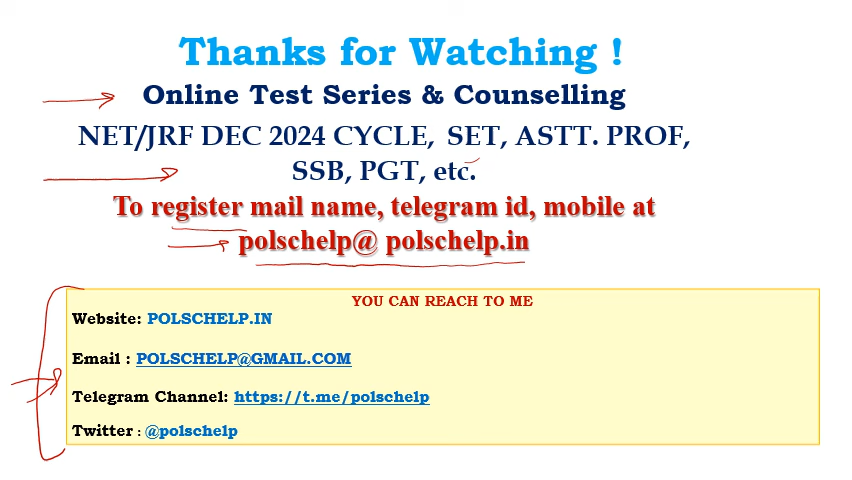 Thanks for Watching !
Online Test Series & Counselling
NET/JRF DEC 2024 CYCLE, SET, ASTT. PROF,
SSB, PGT, etc.
To register mail name, telegram id, mobile at
polschelp@ polschelp.in
YOU CAN REACH TO ME
Website: POLSCHELP.IN
Email : POLSCHELP@GMAIL.COM
Telegram Channel: https://t.me/polschelp
Twitter : @polschelp